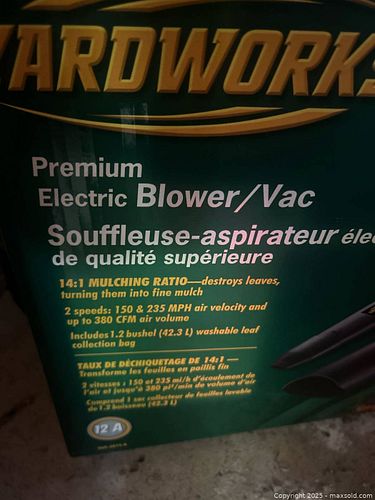 YARDWORKS
Premium
Electric Blower/Vac
Souffleuse-aspirateur éle
de qualité supérieure
14:1 MULCHING RATIO—destroys leaves,
turning them into fine mulch
2 speeds: 150 & 235 MPH air velocity and
up to 380 CFM air volume
Includes 1.2 bushel (42.3 L) washable leaf
collection bag
TAUX DE DÉCHIQUETAGE DE 14:1 —
Transforme les feuilles en paillis fin
2 vitesses : 150 et 235 mi/h d'écoulement de
l'air et jusqu'à 380 pi³/min de volume d'air
Comprend 1 sac collecteur de feuilles lavable
de 1.2 boisseau (42.3 L)
12 A
Copyright 2025 - maxsold.com